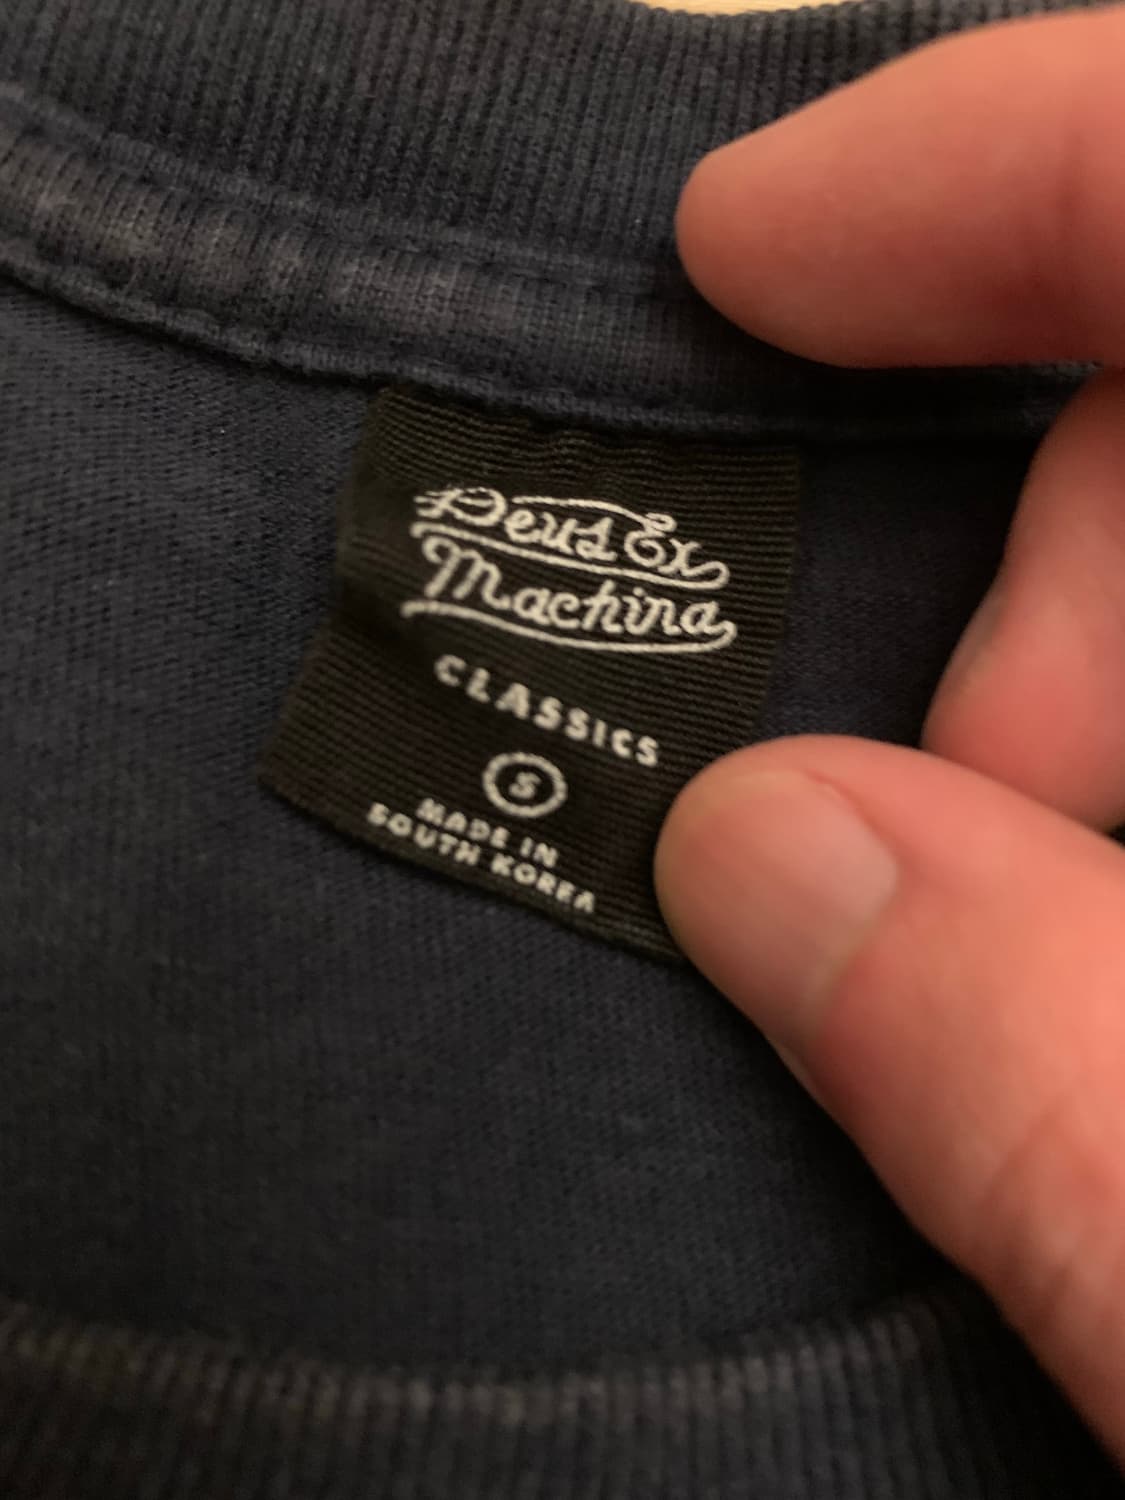 Deus Ex
Machina
CLASSICS
S
MADE IN
SOUTH KOREA